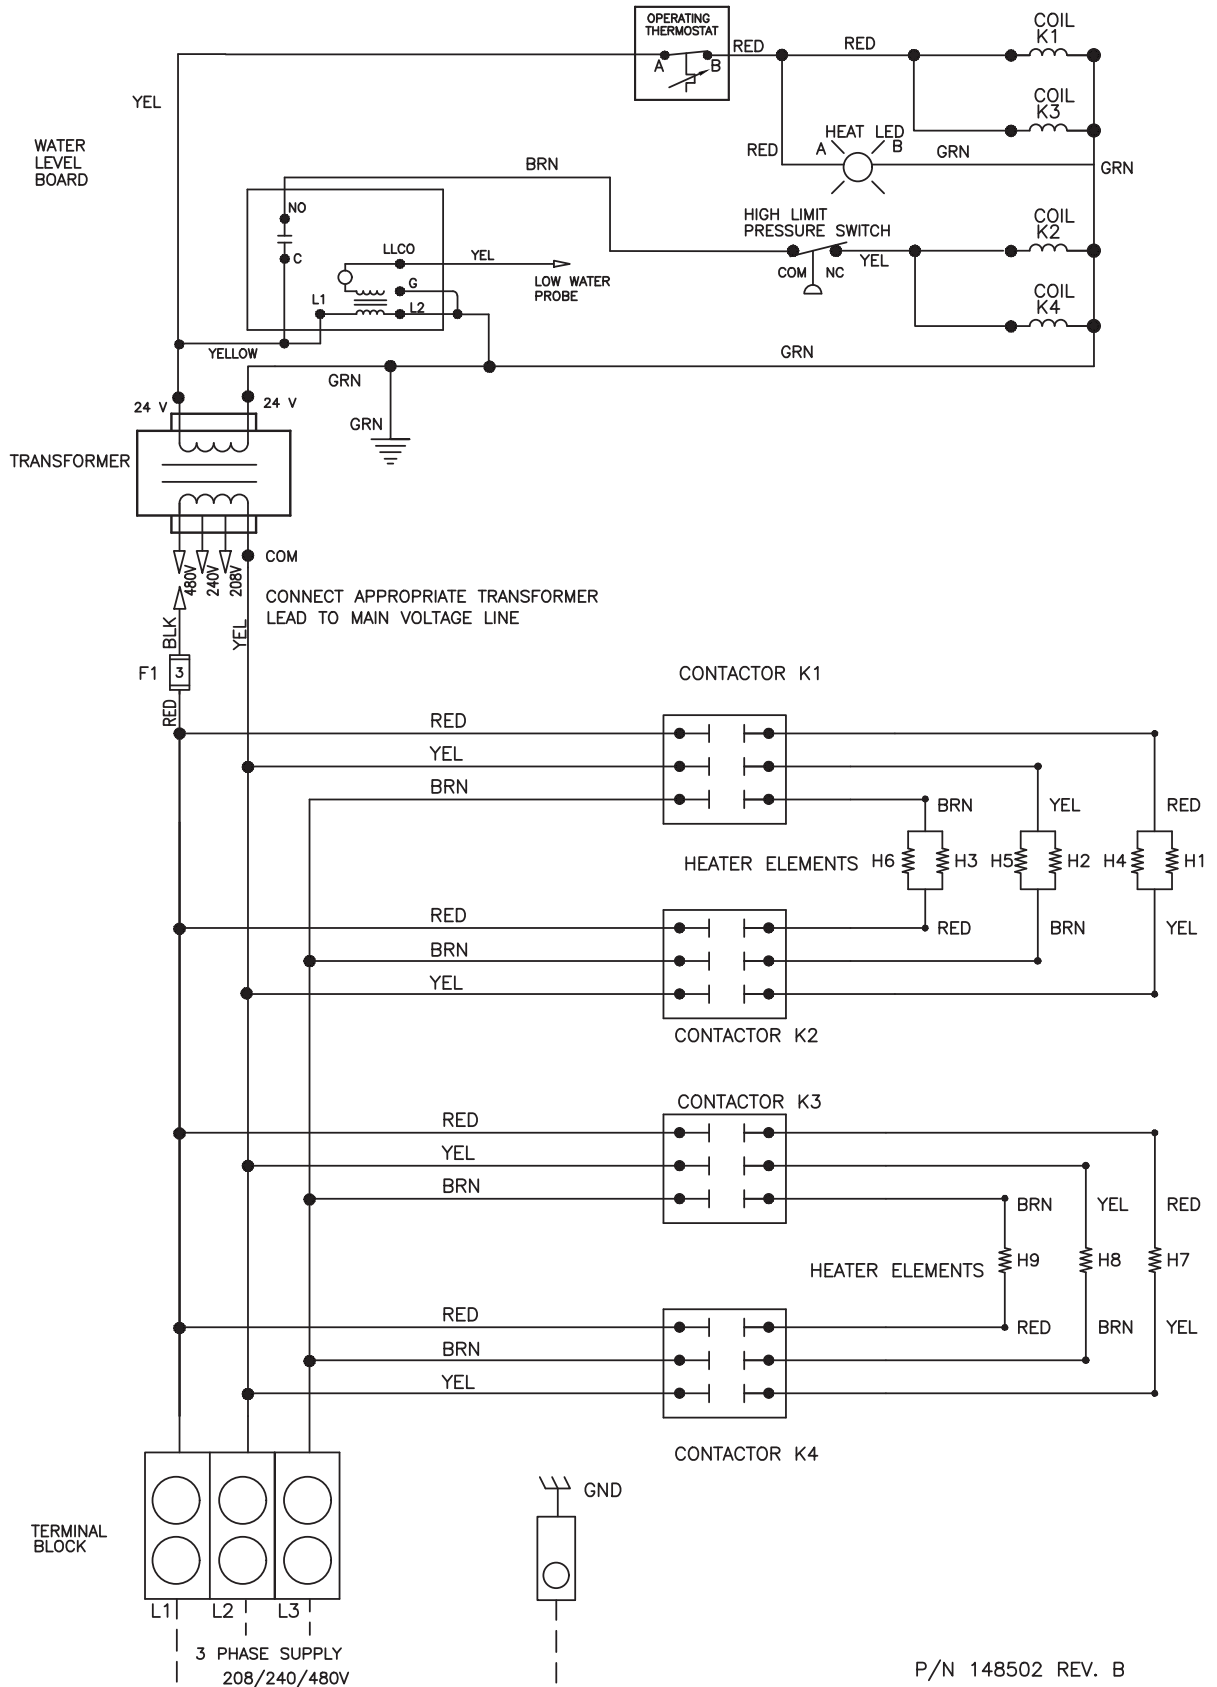 OPERATING
THERMOSTAT
A
B
RED
RED
COIL
K1
YEL
COIL
K3
WATER
LEVEL
BOARD
HEAT LED
RED
A
B
GRN
GRN
BRN
NO
C
LLCO
YEL
LOW WATER
PROBE
G
L1
L2
HIGH LIMIT
PRESSURE SWITCH
COM
NC
YEL
COIL
K2
COIL
K4
YELLOW
GRN
GRN
24 V
24 V
GRN
TRANSFORMER
480V
240V
208V
COM
CONNECT APPROPRIATE TRANSFORMER
LEAD TO MAIN VOLTAGE LINE
BLK
YEL
F1
3
RED
CONTACTOR K1
RED
YEL
BRN
BRN
YEL
RED
HEATER ELEMENTS
H6
H3
H5
H2
H4
H1
RED
BRN
YEL
RED
BRN
YEL
CONTACTOR K2
CONTACTOR K3
RED
YEL
BRN
BRN
YEL
RED
HEATER ELEMENTS
H9
H8
H7
RED
BRN
YEL
RED
BRN
YEL
CONTACTOR K4
GND
TERMINAL
BLOCK
L1
L2
L3
3 PHASE SUPPLY
208/240/480V
P/N 148502 REV. B